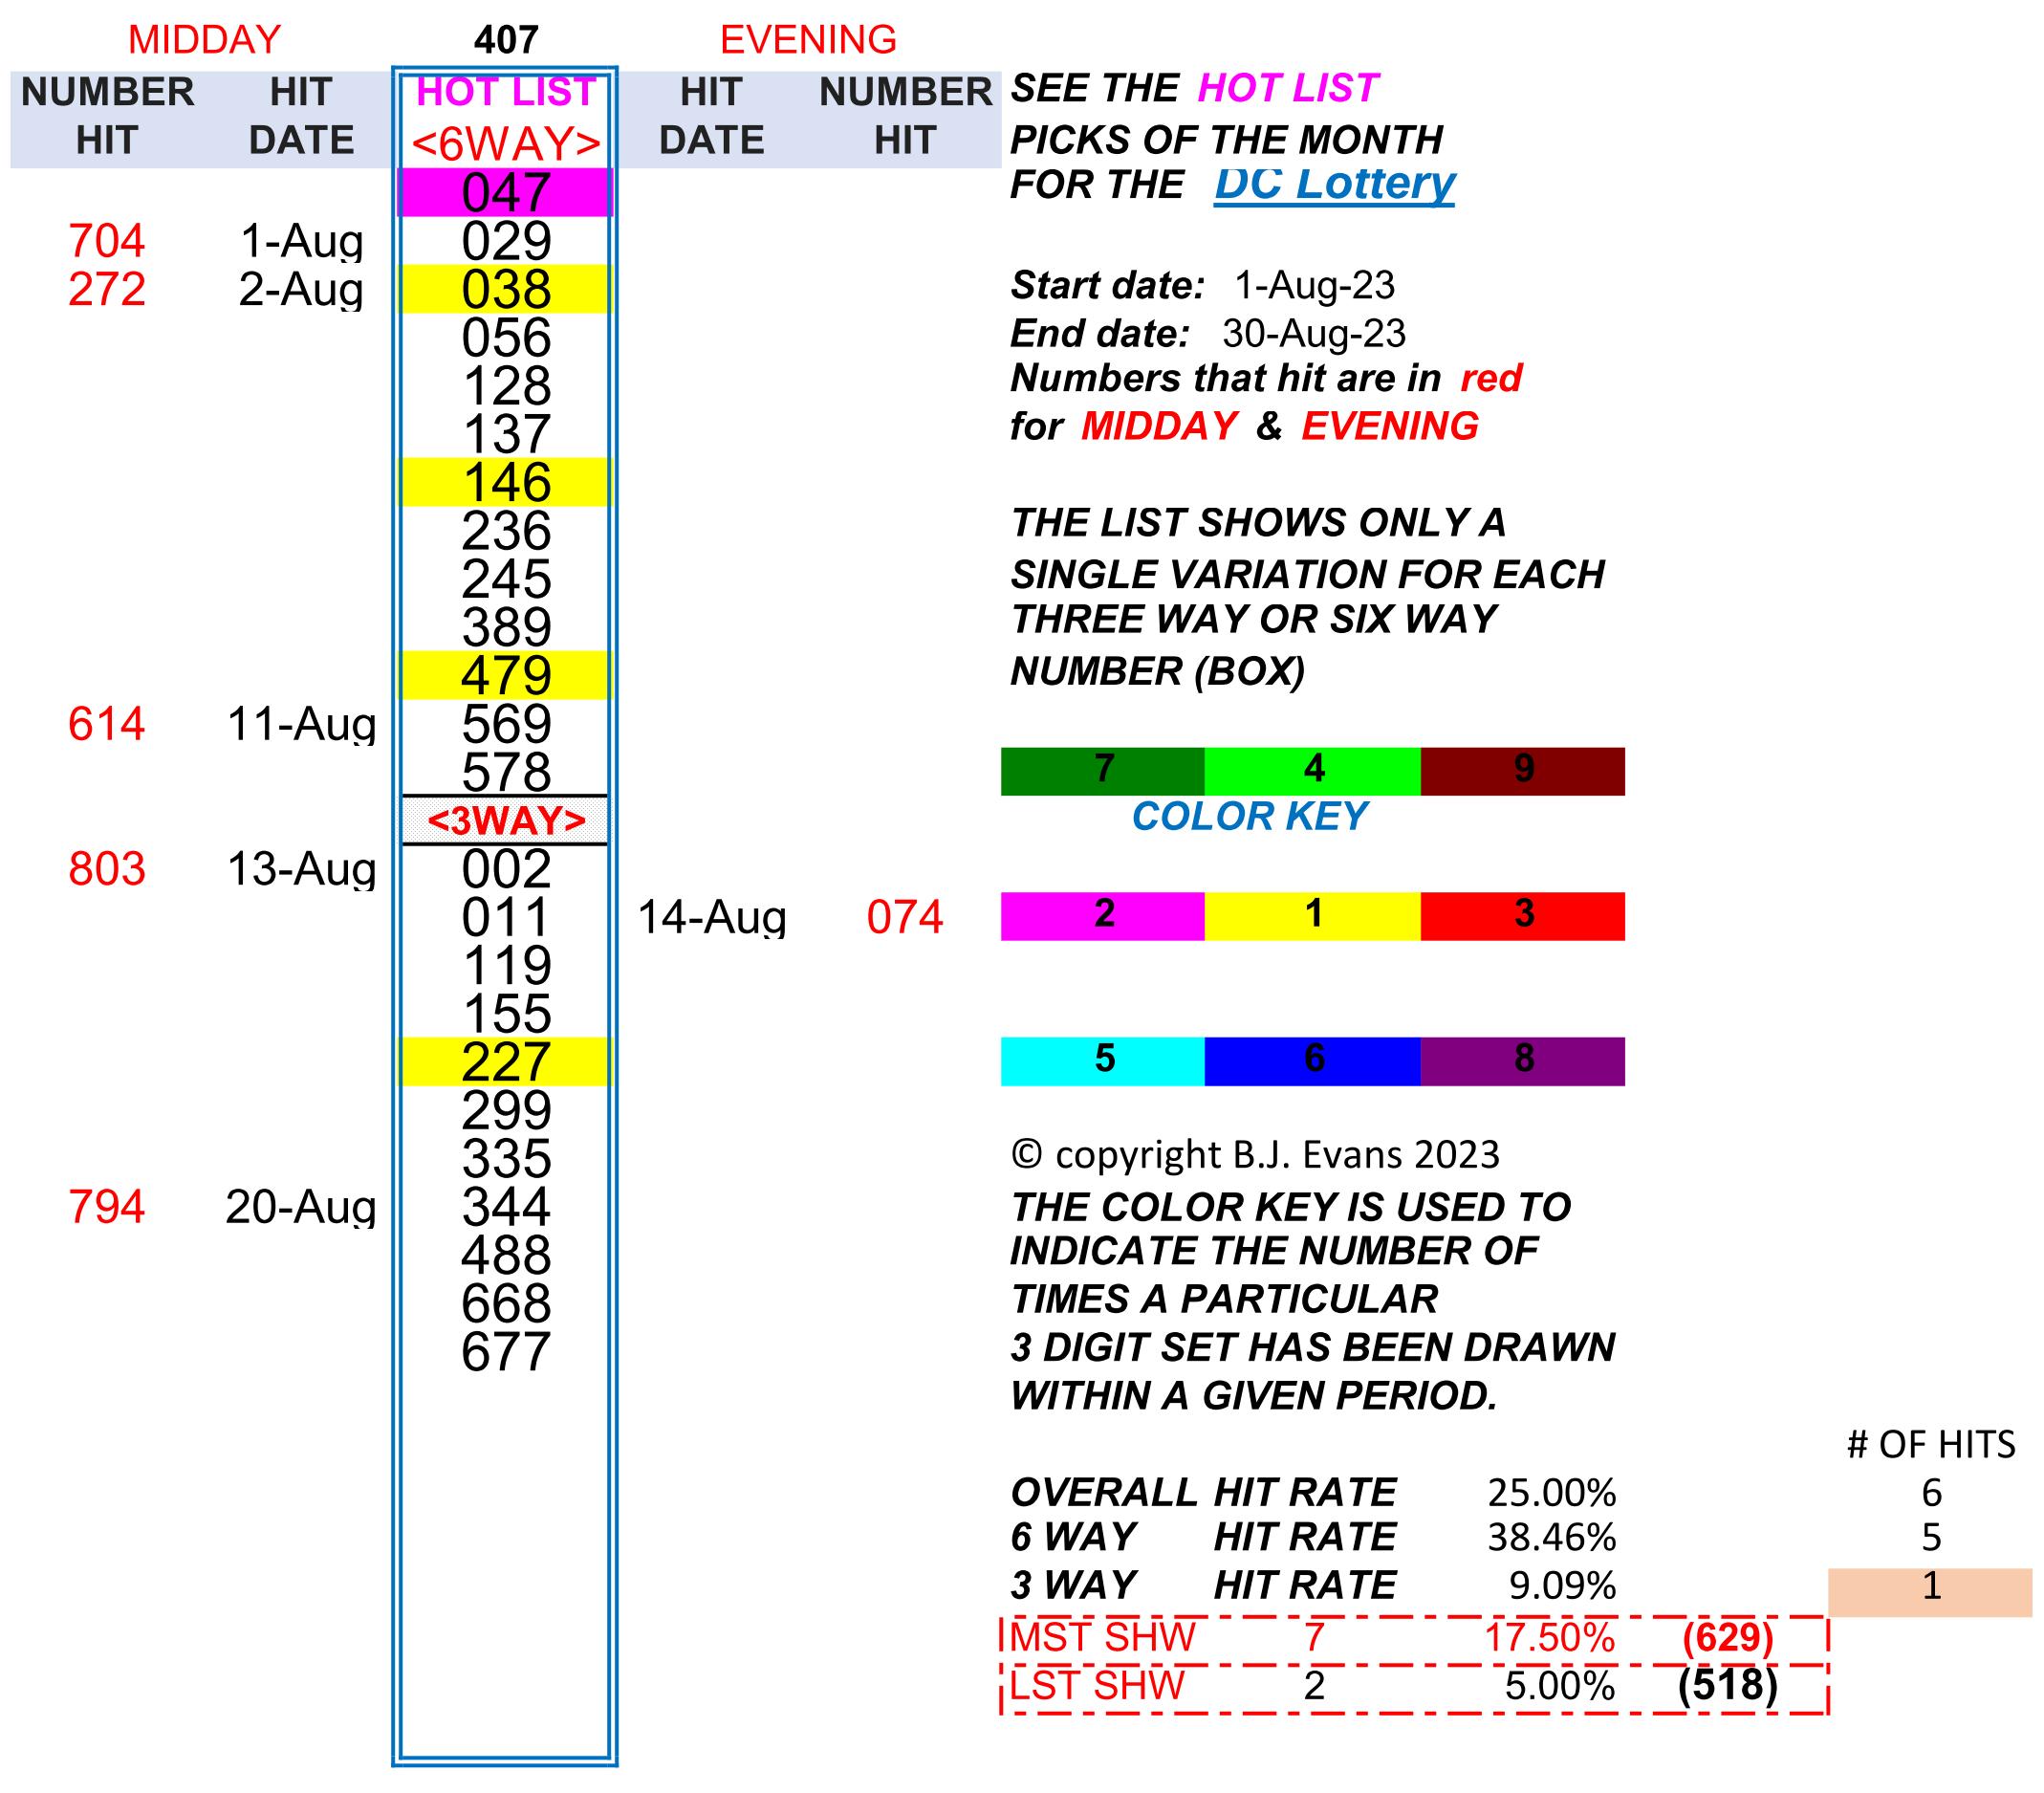 MIDDAY 407 EVENING
NUMBER HIT HOT LIST HIT NUMBER
HIT DATE <6WAY> DATE HIT
047
704 1-Aug 029
272 2-Aug 038
056
128
137
146
236
245
389
479
614 11-Aug 569
578
<3WAY>
803 13-Aug 002
011 14-Aug 074
119
155
227
299
335
794 20-Aug 344
488
668
677
SEE THE HOT LIST
PICKS OF THE MONTH
FOR THE DC Lottery
Start date: 1-Aug-23
End date: 30-Aug-23
Numbers that hit are in red
for MIDDAY & EVENING
THE LIST SHOWS ONLY A
SINGLE VARIATION FOR EACH
THREE WAY OR SIX WAY
NUMBER (BOX)
7 4 9
COLOR KEY
2 1 3
5 6 8
© copyright B.J. Evans 2023
THE COLOR KEY IS USED TO
INDICATE THE NUMBER OF
TIMES A PARTICULAR
3 DIGIT SET HAS BEEN DRAWN
WITHIN A GIVEN PERIOD.
# OF HITS
OVERALL HIT RATE 25.00% 6
6 WAY HIT RATE 38.46% 5
3 WAY HIT RATE 9.09% 1
MST SHW 7 17.50% (629)
LST SHW 2 5.00% (518)